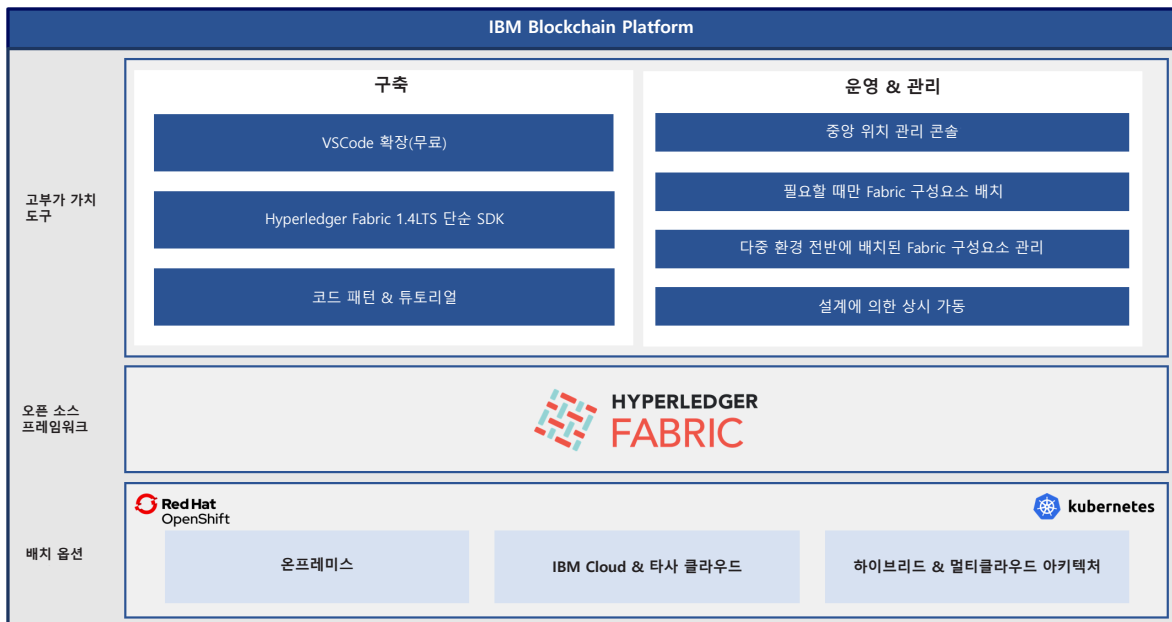 IBM Blockchain Platform
고부가 가치
도구
구축
VSCode 확장(무료)
Hyperledger Fabric 1.4LTS 단순 SDK
코드 패턴 & 튜토리얼
운영 & 관리
중앙 위치 관리 콘솔
필요할 때만 Fabric 구성요소 배치
다중 환경 전반에 배치된 Fabric 구성요소 관리
설계에 의한 상시 가동
오픈 소스
프레임워크
HYPERLEDGER
FABRIC
배치 옵션
Red Hat
OpenShift
kubernetes
온프레미스
IBM Cloud & 타사 클라우드
하이브리드 & 멀티클라우드 아키텍처